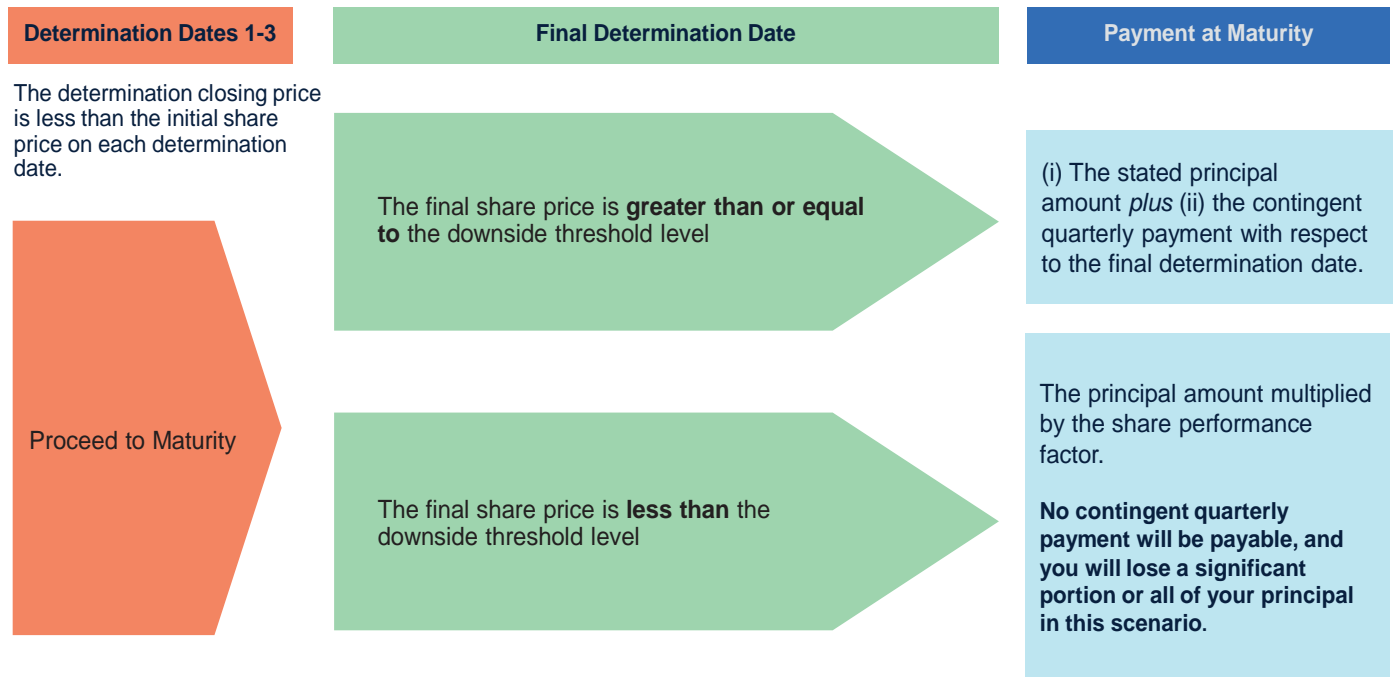 Determination Dates 1-3
Final Determination Date
Payment at Maturity
The determination closing price
is less than the initial share
price on each determination
date.
Proceed to Maturity
The final share price is greater than or equal
to the downside threshold level
(i) The stated principal
amount plus (ii) the contingent
quarterly payment with respect
to the final determination date.
The final share price is less than the
downside threshold level
The principal amount multiplied
by the share performance
factor.
No contingent quarterly
payment will be payable, and
you will lose a significant
portion or all of your principal
in this scenario.